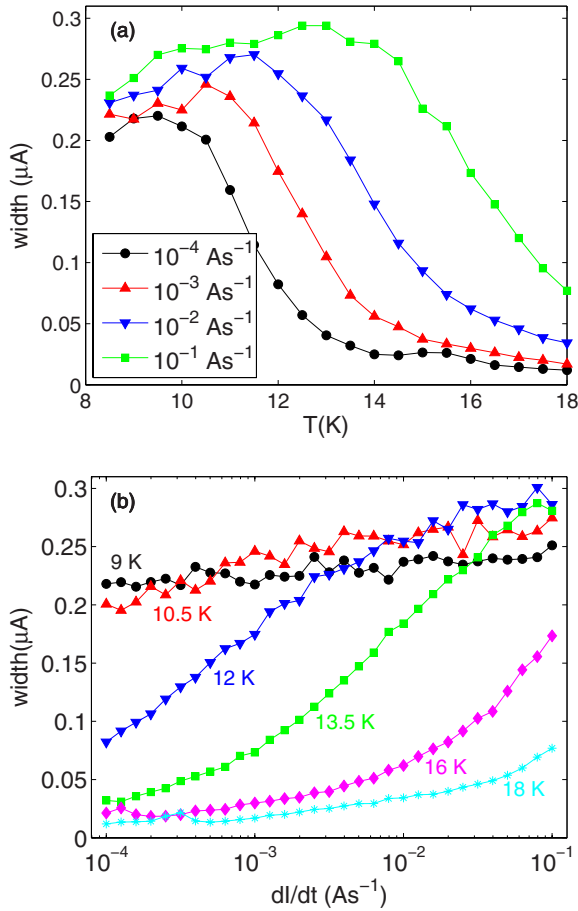 (a)
0.3
0.25
0.2
0.15
0.1
0.05
0
width (μA)
10⁻⁴ As⁻¹
10⁻³ As⁻¹
10⁻² As⁻¹
10⁻¹ As⁻¹
8 10 12 14 16 18
T(K)
(b)
0.3
0.25
0.2
0.15
0.1
0.05
0
width(μA)
9 K
10.5 K
12 K
13.5 K
16 K
18 K
10⁻⁴ 10⁻³ 10⁻² 10⁻¹
dI/dt (As⁻¹)